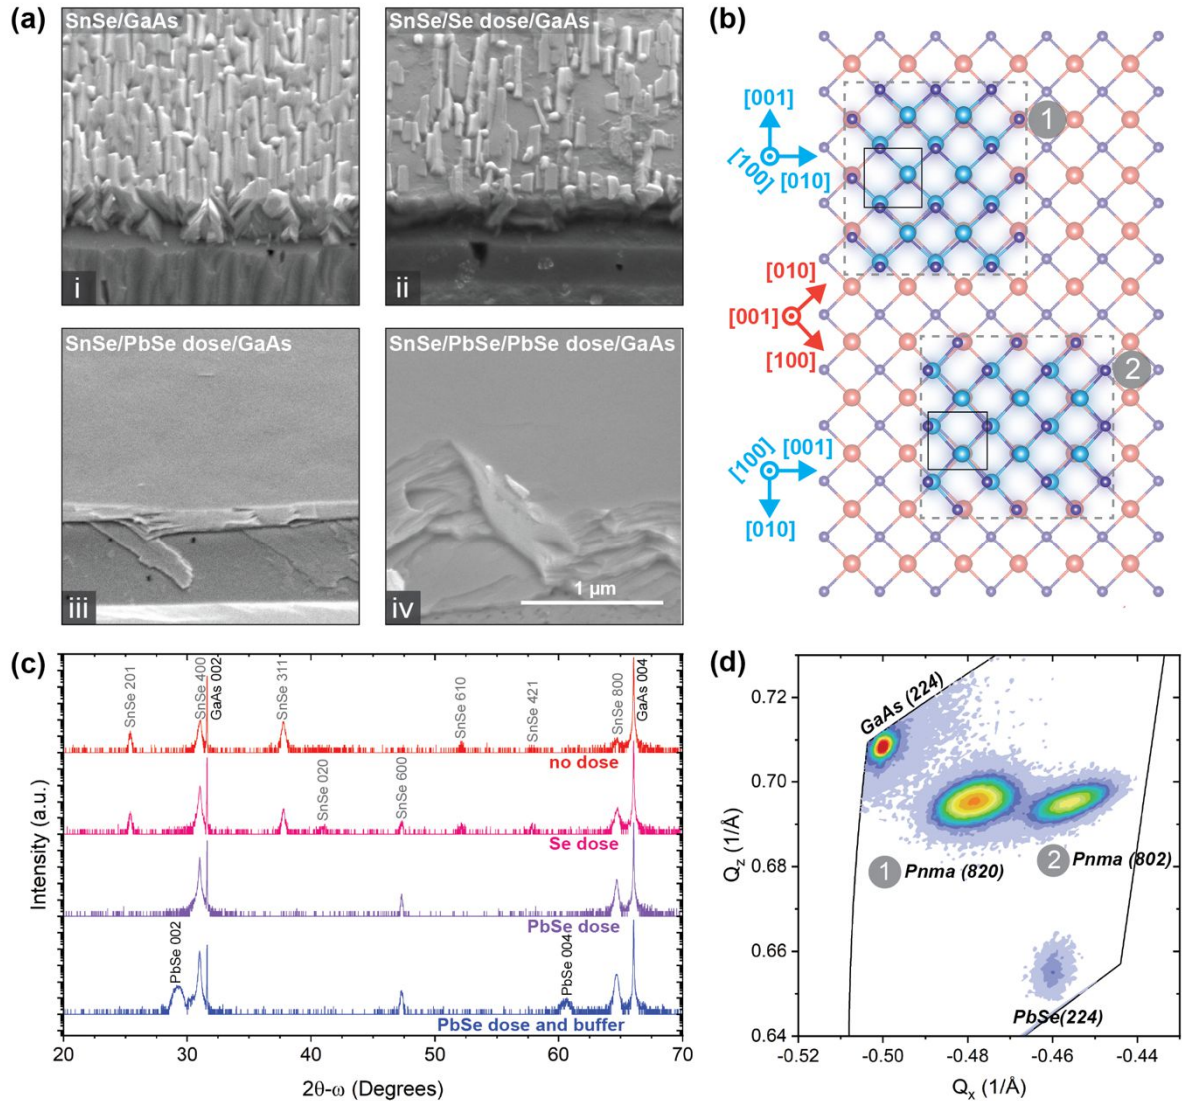 (a)
SnSe/GaAs
i
SnSe/Se dose/GaAs
ii
SnSe/PbSe dose/GaAs
iii
SnSe/PbSe/PbSe dose/GaAs
1 μm
iv
(b)
[001]
[100]
[010]
1
[010]
[001]
[100]
2
[100]
[001]
[010]
(c)
SnSe 201
SnSe 400
GaAs 002
SnSe 311
SnSe 610
SnSe 421
SnSe 800
GaAs 004
no dose
SnSe 020
SnSe 600
Se dose
PbSe dose
PbSe 002
PbSe 004
PbSe dose and buffer
Intensity (a.u.)
20 30 40 50 60 70
2θ-ω (Degrees)
(d)
GaAs (224)
0.72
0.70
0.68
0.66
0.64
Qz (1/Å)
1 Pnma (820)
2 Pnma (802)
PbSe(224)
-0.52 -0.50 -0.48 -0.46 -0.44
Qx (1/Å)